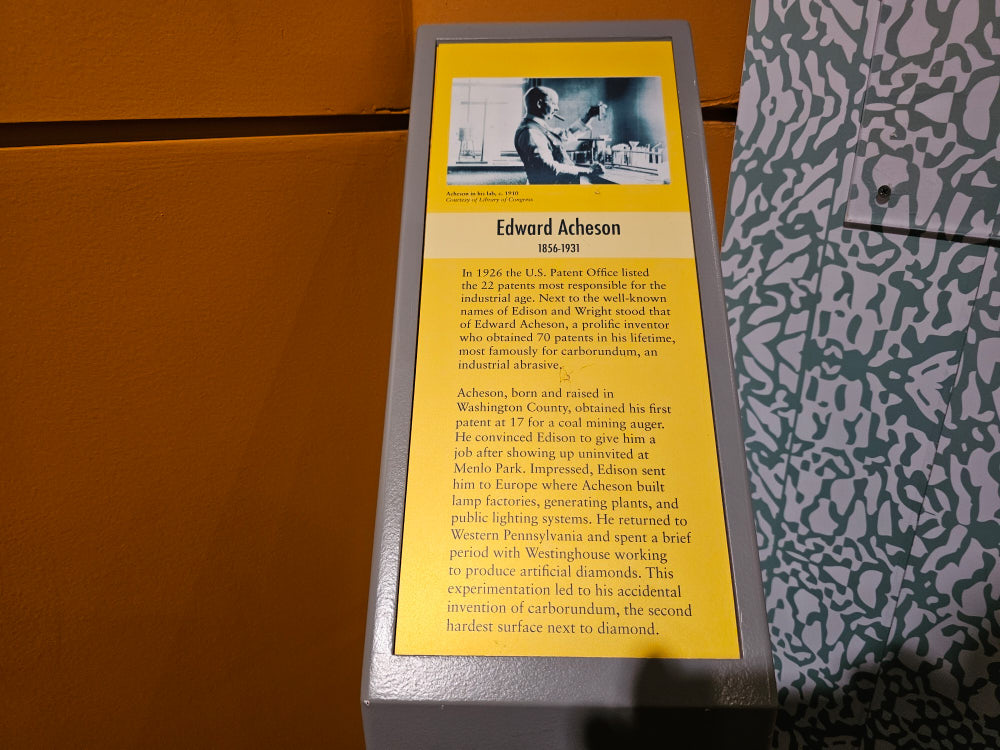 Acheson in his lab, c. 1910
Courtesy of Library of Congress
Edward Acheson
1856-1931
In 1926 the U.S. Patent Office listed
the 22 patents most responsible for the
industrial age. Next to the well-known
names of Edison and Wright stood that
of Edward Acheson, a prolific inventor
who obtained 70 patents in his lifetime,
most famously for carborundum, an
industrial abrasive.
Acheson, born and raised in
Washington County, obtained his first
patent at 17 for a coal mining auger.
He convinced Edison to give him a
job after showing up uninvited at
Menlo Park. Impressed, Edison sent
him to Europe where Acheson built
lamp factories, generating plants, and
public lighting systems. He returned to
Western Pennsylvania and spent a brief
period with Westinghouse working
to produce artificial diamonds. This
experimentation led to his accidental
invention of carborundum, the second
hardest surface next to diamond.